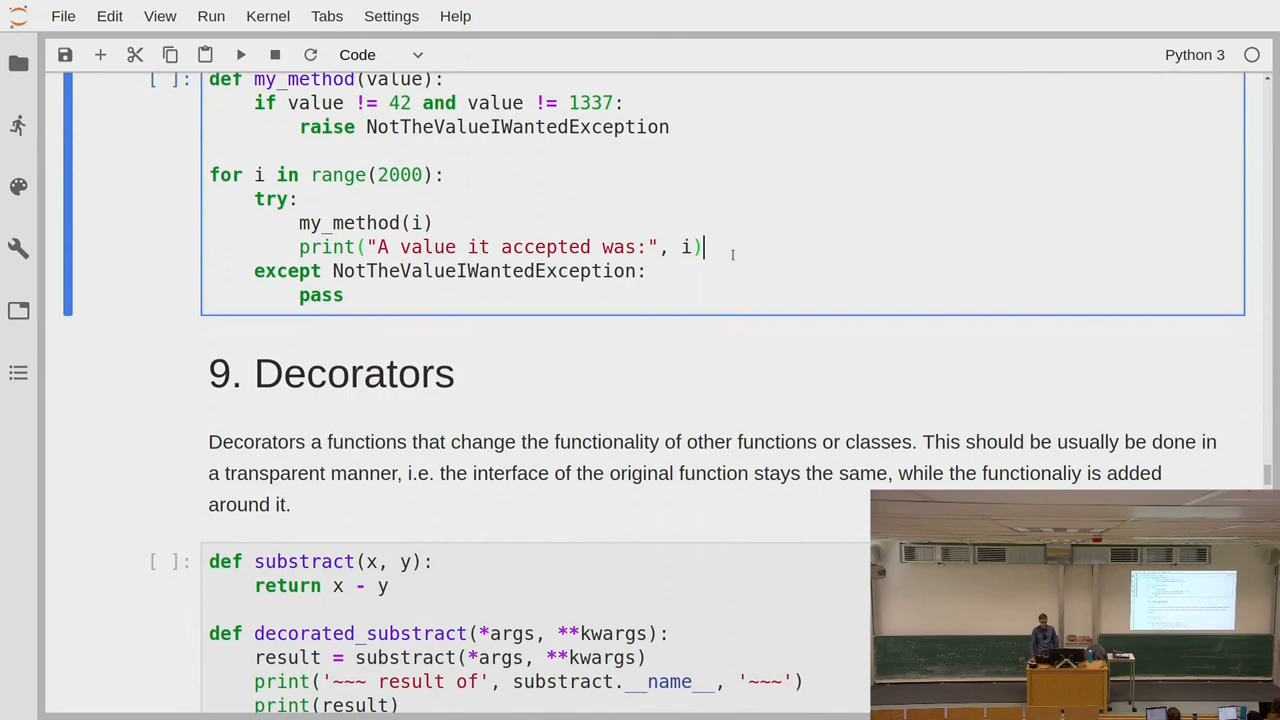 File Edit View Run Kernel Tabs Settings Help
Code
Python 3
[ ]:
def my_method(value):
if value != 42 and value != 1337:
raise NotTheValueIWantedException
for i in range(2000):
try:
my_method(i)
print("A value it accepted was:", i)
except NotTheValueIWantedException:
pass
9. Decorators
Decorators a functions that change the functionality of other functions or classes. This should be usually be done in
a transparent manner, i.e. the interface of the original function stays the same, while the functionaliy is added
around it.
[ ]:
def substract(x, y):
return x - y
def decorated_substract(*args, **kwargs):
result = substract(*args, **kwargs)
print('~~~ result of', substract.__name__, '~~~')
print(result)